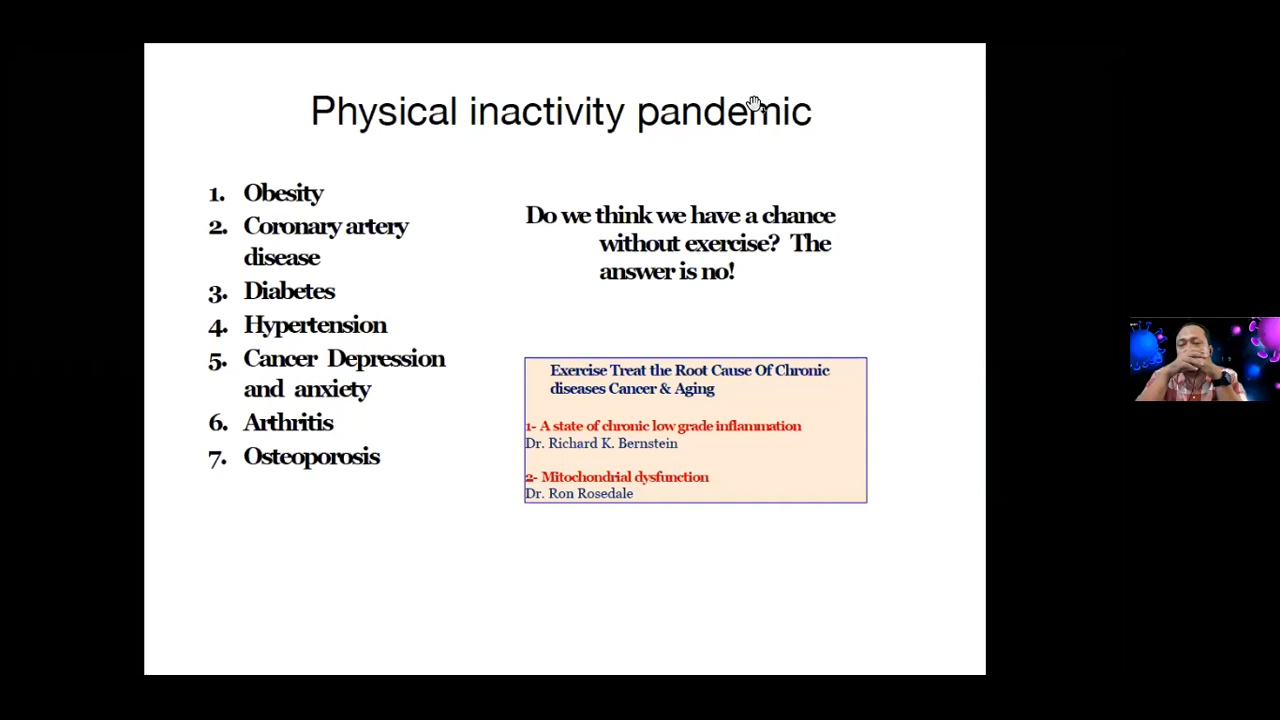 Physical inactivity pandemic
1. Obesity
2. Coronary artery
disease
3. Diabetes
4. Hypertension
5. Cancer Depression
and anxiety
6. Arthritis
7. Osteoporosis
Do we think we have a chance
without exercise? The
answer is no!
Exercise Treat the Root Cause Of Chronic
diseases Cancer & Aging
1- A state of chronic low grade inflammation
Dr. Richard K. Bernstein
2- Mitochondrial dysfunction
Dr. Ron Rosedale